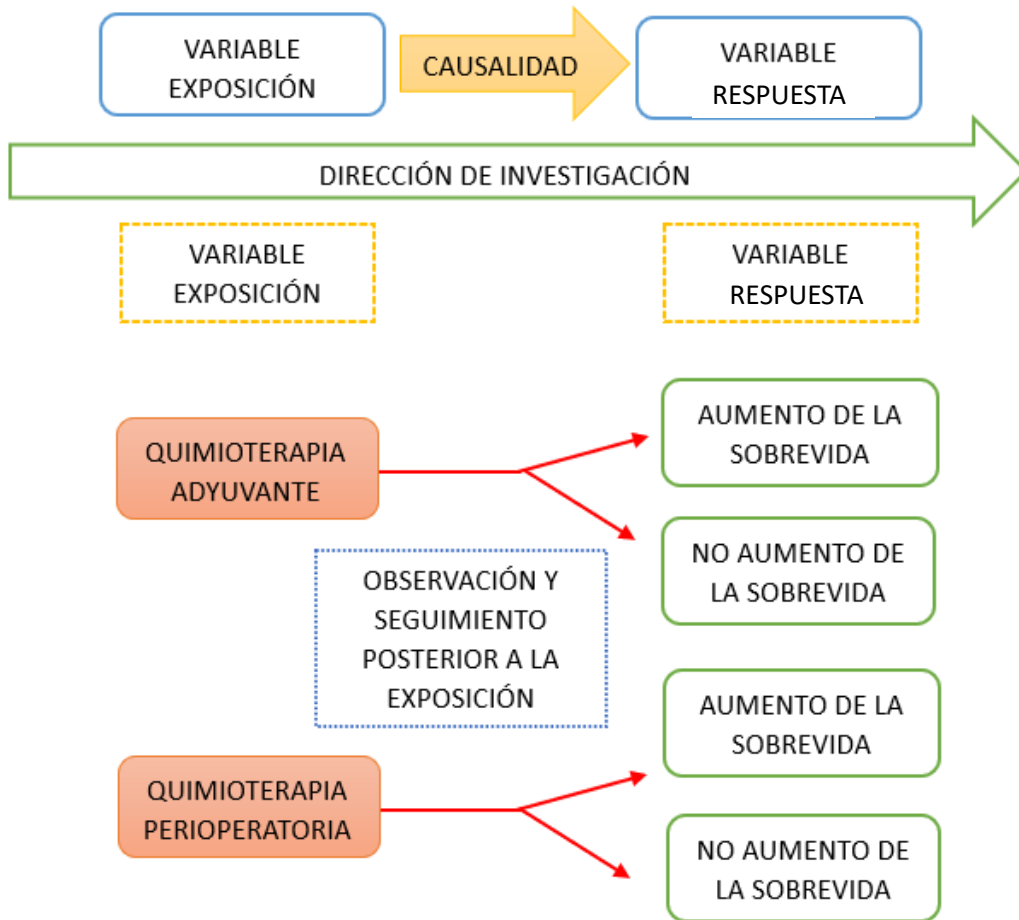 VARIABLE
EXPOSICIÓN
CAUSALIDAD
VARIABLE
RESPUESTA
DIRECCIÓN DE INVESTIGACIÓN
VARIABLE
EXPOSICIÓN
VARIABLE
RESPUESTA
QUIMIOTERAPIA
ADYUVANTE
AUMENTO DE LA
SOBREVIDA
NO AUMENTO DE
LA SOBREVIDA
OBSERVACIÓN Y
SEGUIMIENTO
POSTERIOR A LA
EXPOSICIÓN
QUIMIOTERAPIA
PERIOPERATORIA
AUMENTO DE LA
SOBREVIDA
NO AUMENTO DE
LA SOBREVIDA